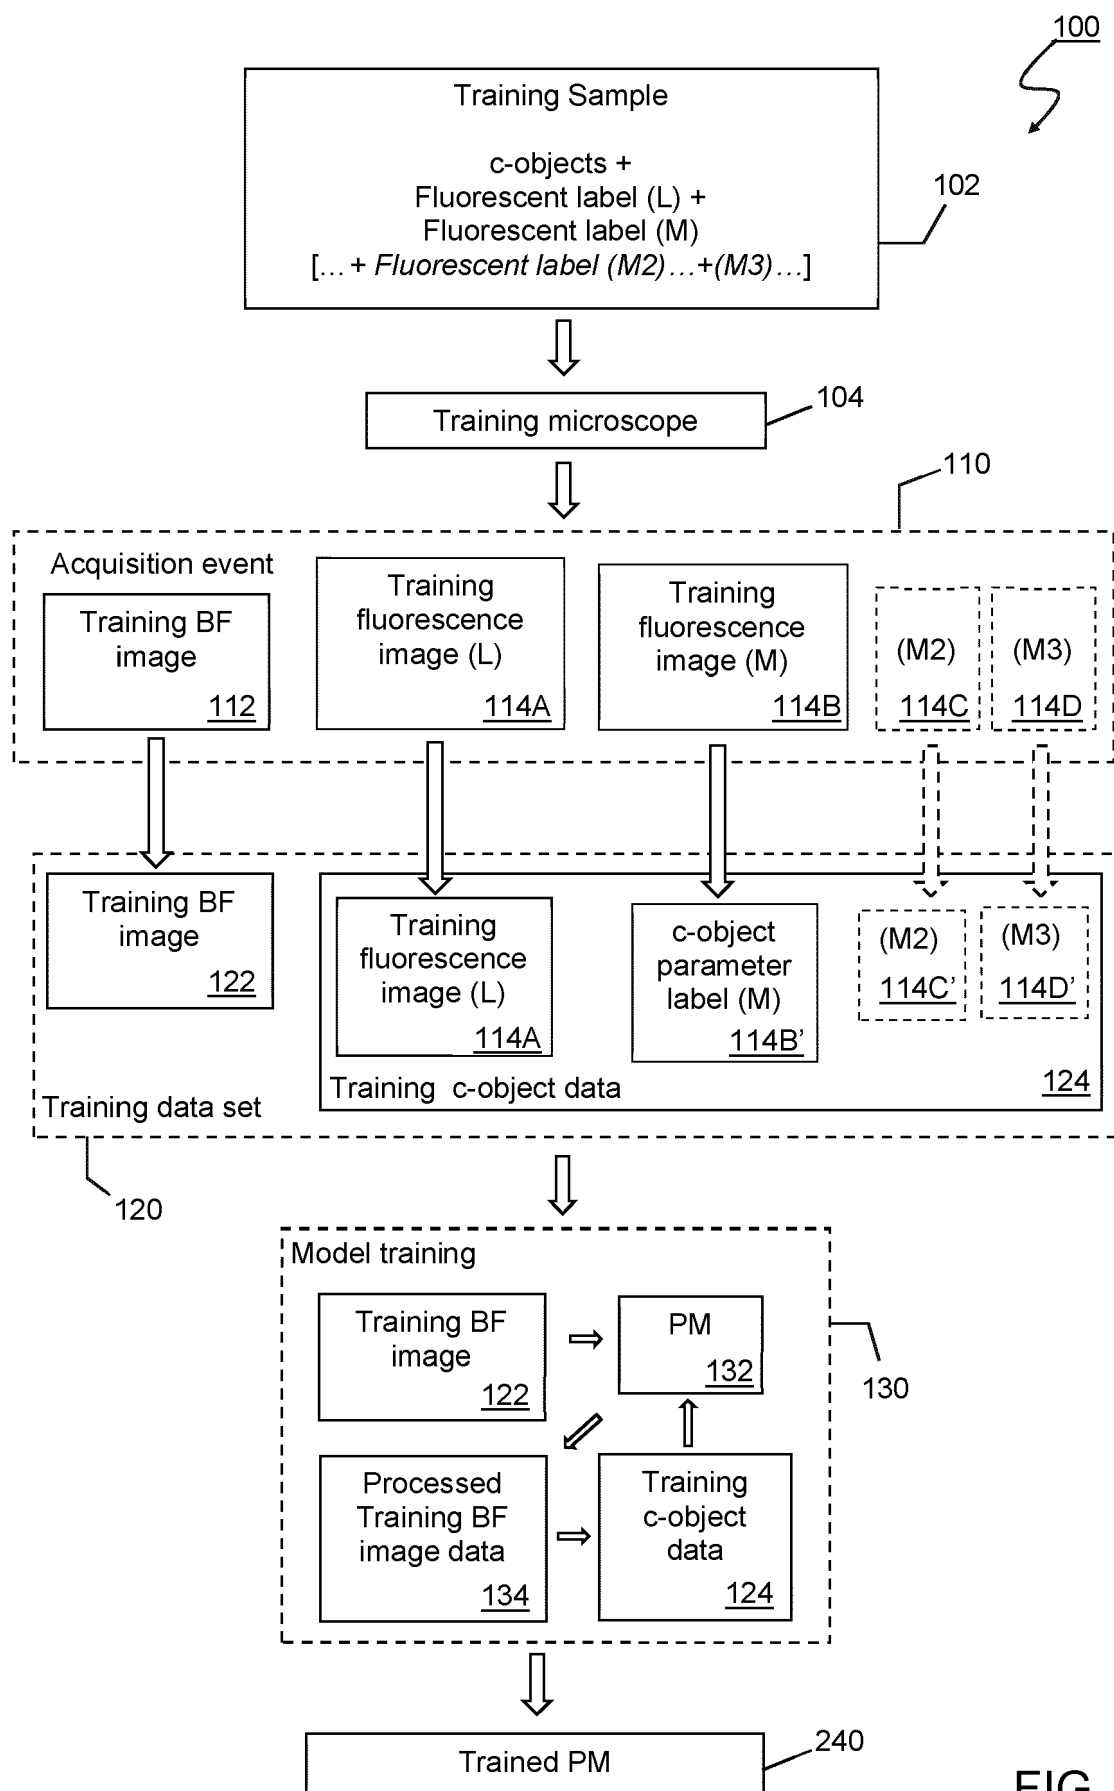 100
Training Sample
c-objects +
Fluorescent label (L) +
Fluorescent label (M)
[…+ Fluorescent label (M2)…+(M3)…]
102
Training microscope
104
110
Acquisition event
Training BF
image
112
Training
fluorescence
image (L)
114A
Training
fluorescence
image (M)
114B
(M2)
114C
(M3)
114D
Training BF
image
122
Training
fluorescence
image (L)
114A
c-object
parameter
label (M)
114B’
(M2)
114C’
(M3)
114D’
Training c-object data
124
Training data set
120
Model training
Training BF
image
122
PM
132
130
Processed
Training BF
image data
134
Training
c-object
data
124
Trained PM
240
FIG